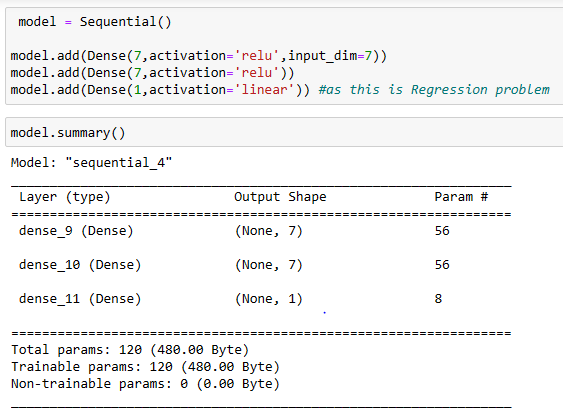 model = Sequential()
model.add(Dense(7,activation='relu',input_dim=7))
model.add(Dense(7,activation='relu'))
model.add(Dense(1,activation='linear')) #as this is Regression problem
model.summary()
Model: "sequential_4"
_________________________________________________________________
Layer (type)                Output Shape              Param #
=================================================================
dense_9 (Dense)             (None, 7)                 56
dense_10 (Dense)            (None, 7)                 56
dense_11 (Dense)            (None, 1)                 8
=================================================================
Total params: 120 (480.00 Byte)
Trainable params: 120 (480.00 Byte)
Non-trainable params: 0 (0.00 Byte)
_________________________________________________________________